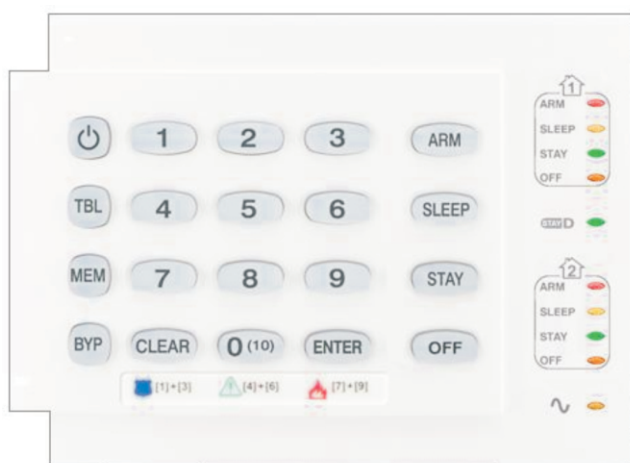 1
ARM
SLEEP
STAY
OFF
STAY D
2
ARM
SLEEP
STAY
OFF
1 2 3 ARM
TBL 4 5 6 SLEEP
MEM 7 8 9 STAY
BYP CLEAR 0 (10) ENTER OFF
[1]+[3] [4]+[6] [7]+[9]